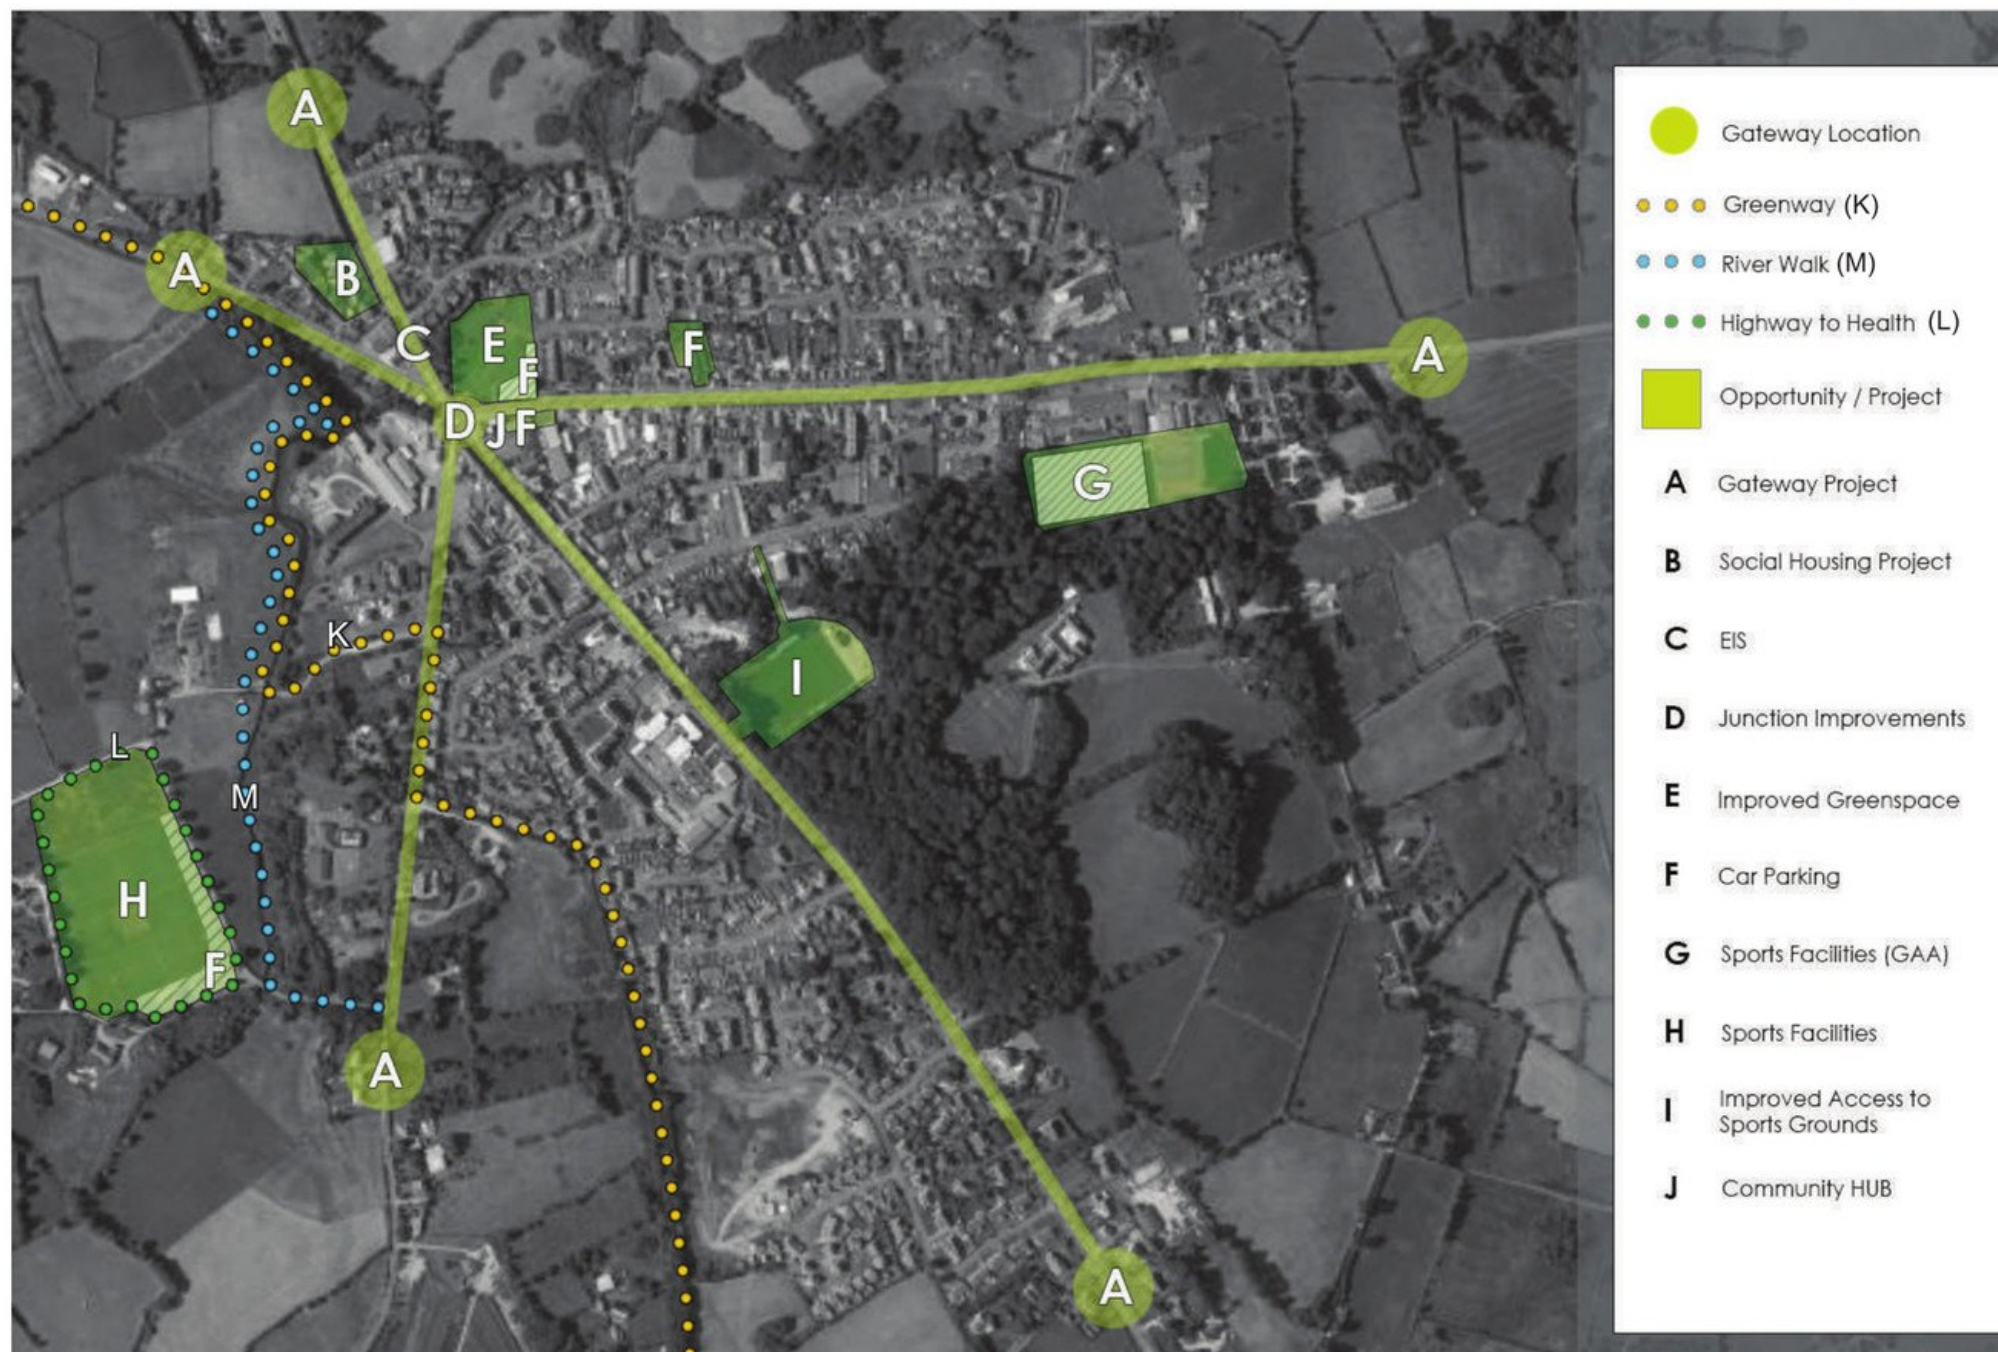 A
A
B
C
E
F
F
A
D
J F
G
K
I
L
M
H
F
A
A
Gateway Location
Greenway (K)
River Walk (M)
Highway to Health (L)
Opportunity / Project
A Gateway Project
B Social Housing Project
C EIS
D Junction Improvements
E Improved Greenspace
F Car Parking
G Sports Facilities (GAA)
H Sports Facilities
I Improved Access to
Sports Grounds
J Community HUB